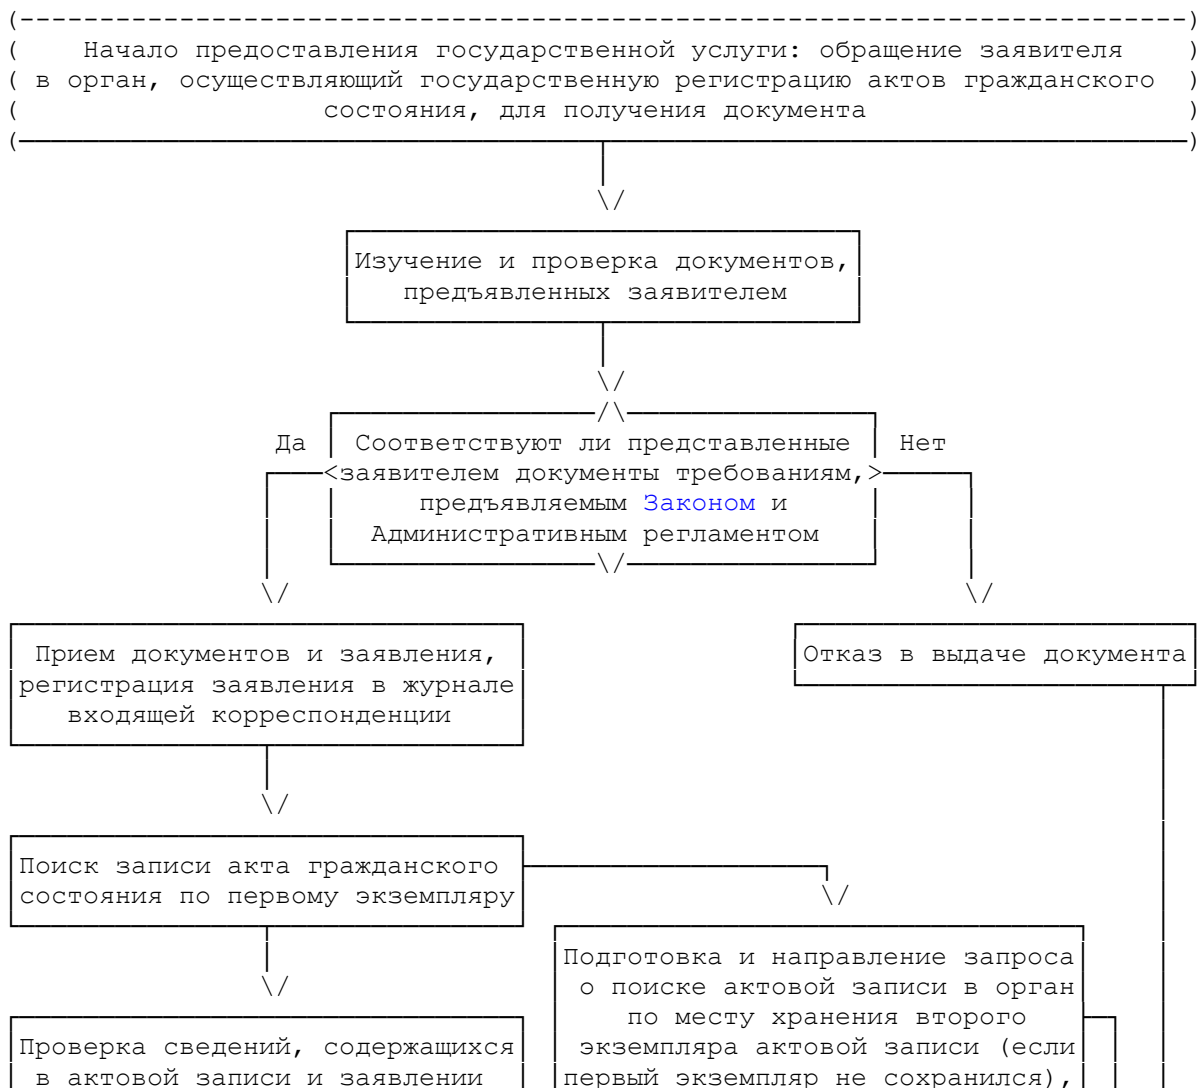 Начало предоставления государственной услуги: обращение заявителя
в орган, осуществляющий государственную регистрацию актов гражданского
состояния, для получения документа
Изучение и проверка документов,
предъявленных заявителем
Да
Соответствуют ли представленные
Нет
заявителем документы требованиям,
предъявляемым Законом и
Административным регламентом
Прием документов и заявления,
регистрация заявления в журнале
входящей корреспонденции
Отказ в выдаче документа
Поиск записи акта гражданского
состояния по первому экземпляру
Подготовка и направление запроса
о поиске актовой записи в орган
по месту хранения второго
экземпляра актовой записи (если
первый экземпляр не сохранился),
Проверка сведений, содержащихся
в актовой записи и заявлении